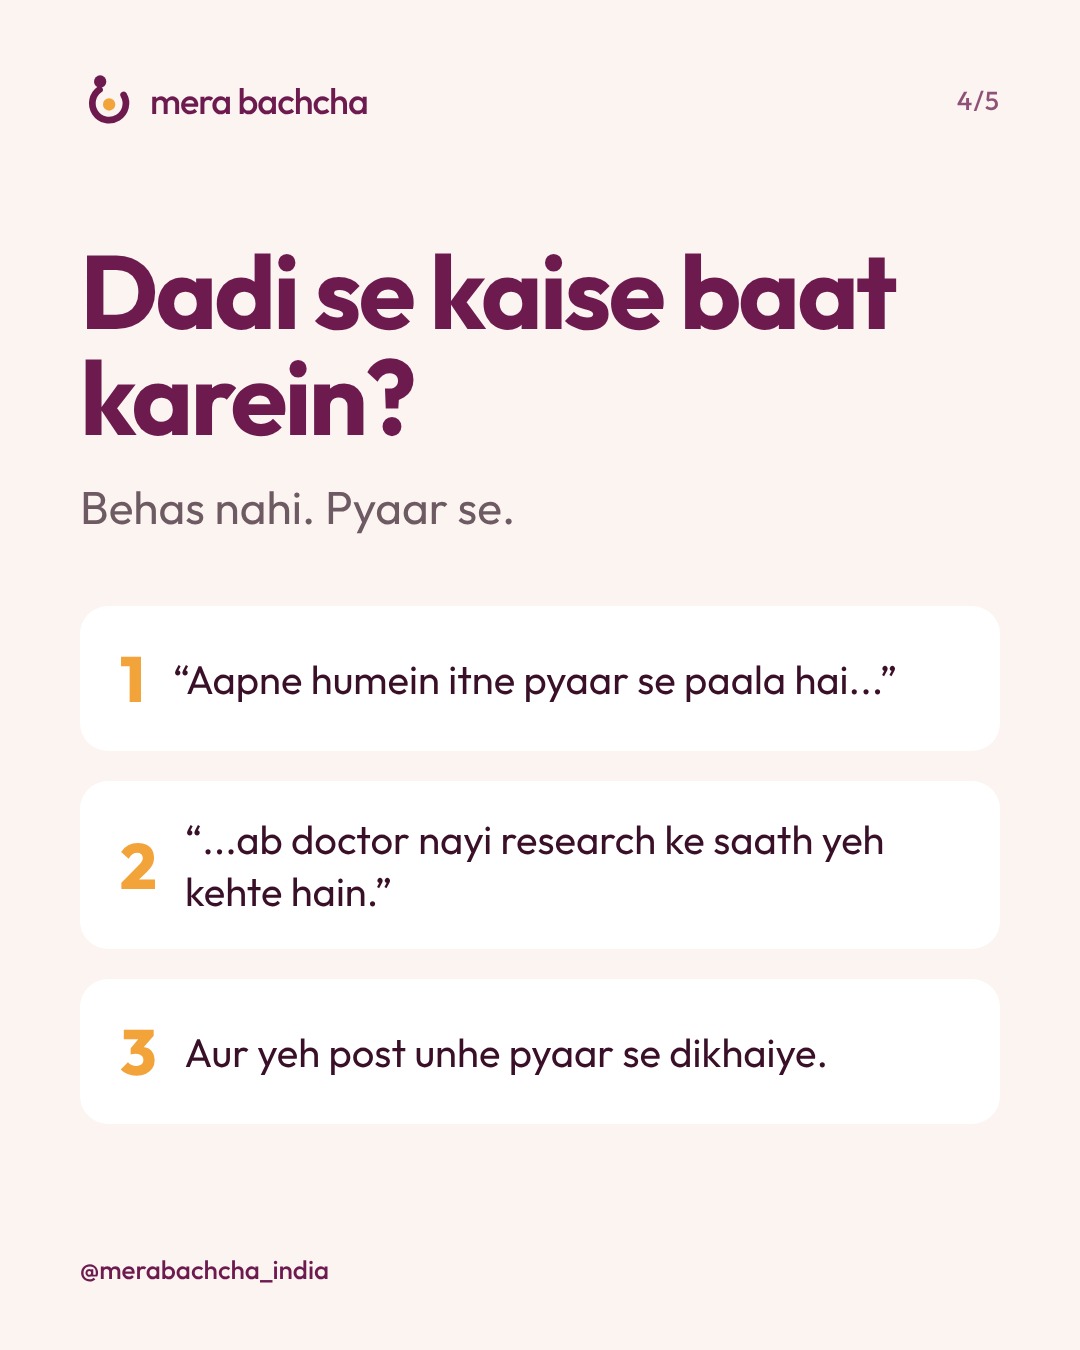 mera bachcha
4/5
Dadi se kaise baat
karein?
Behas nahi. Pyaar se.
1 “Aapne humein itne pyaar se paala hai...”
2 “...ab doctor nayi research ke saath yeh
kehte hain.”
3 Aur yeh post unhe pyaar se dikhaiye.
@merabachcha_india